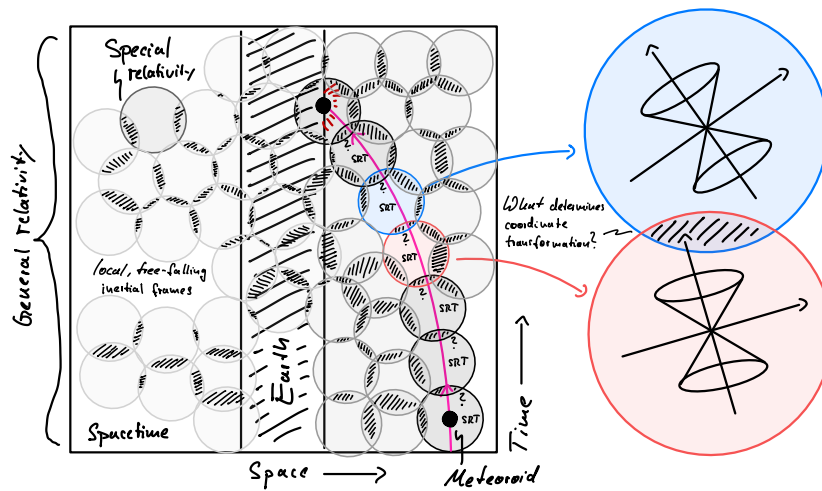 Special
relativity
General relativity
?
SRT
?
SRT
?
SRT
What determines
coordinate
transformation?
local, free-falling
inertial frames
?
SRT
?
SRT
?
SRT
Earth
Time
Spacetime
Space
Meteoroid